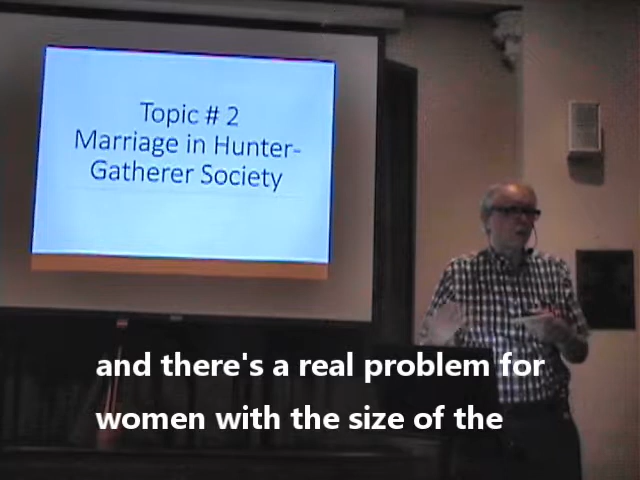 Topic # 2
Marriage in Hunter-
Gatherer Society
and there's a real problem for
women with the size of the